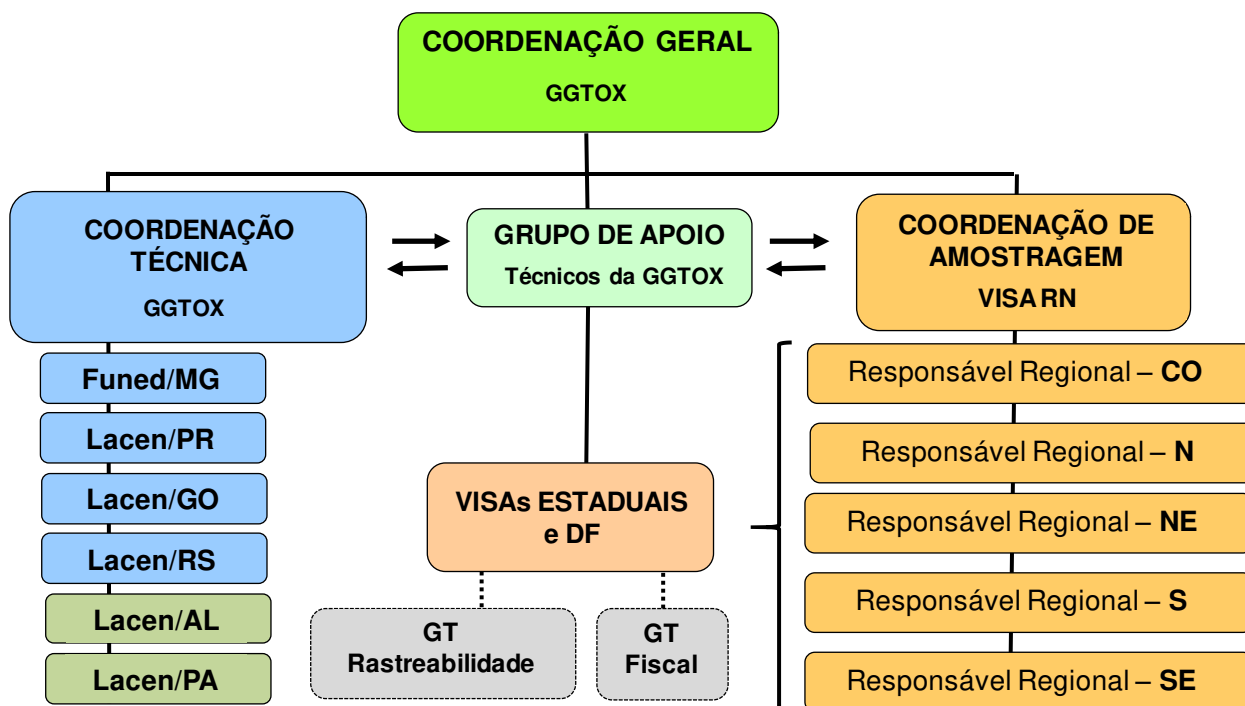 COORDENAÇÃO GERAL
GGTOX
COORDENAÇÃO
TÉCNICA
GGTOX
GRUPO DE APOIO
Técnicos da GGTOX
COORDENAÇÃO DE
AMOSTRAGEM
VISA RN
Funed/MG
Lacen/PR
Lacen/GO
Lacen/RS
Lacen/AL
Lacen/PA
VISAs ESTADUAIS
e DF
GT
Rastreabilidade
GT
Fiscal
Responsável Regional – CO
Responsável Regional – N
Responsável Regional – NE
Responsável Regional – S
Responsável Regional – SE